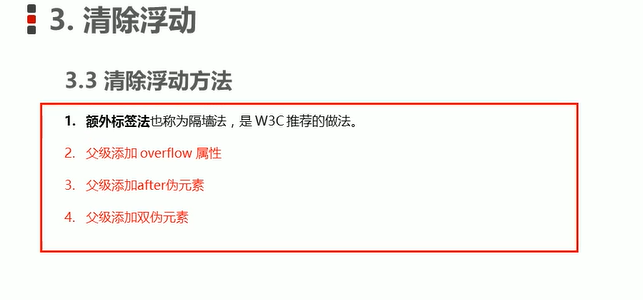 3. 清除浮动
3.3 清除浮动方法
1. 额外标签法也称为隔墙法，是 W3C 推荐的做法。
2. 父级添加 overflow 属性
3. 父级添加after伪元素
4. 父级添加双伪元素